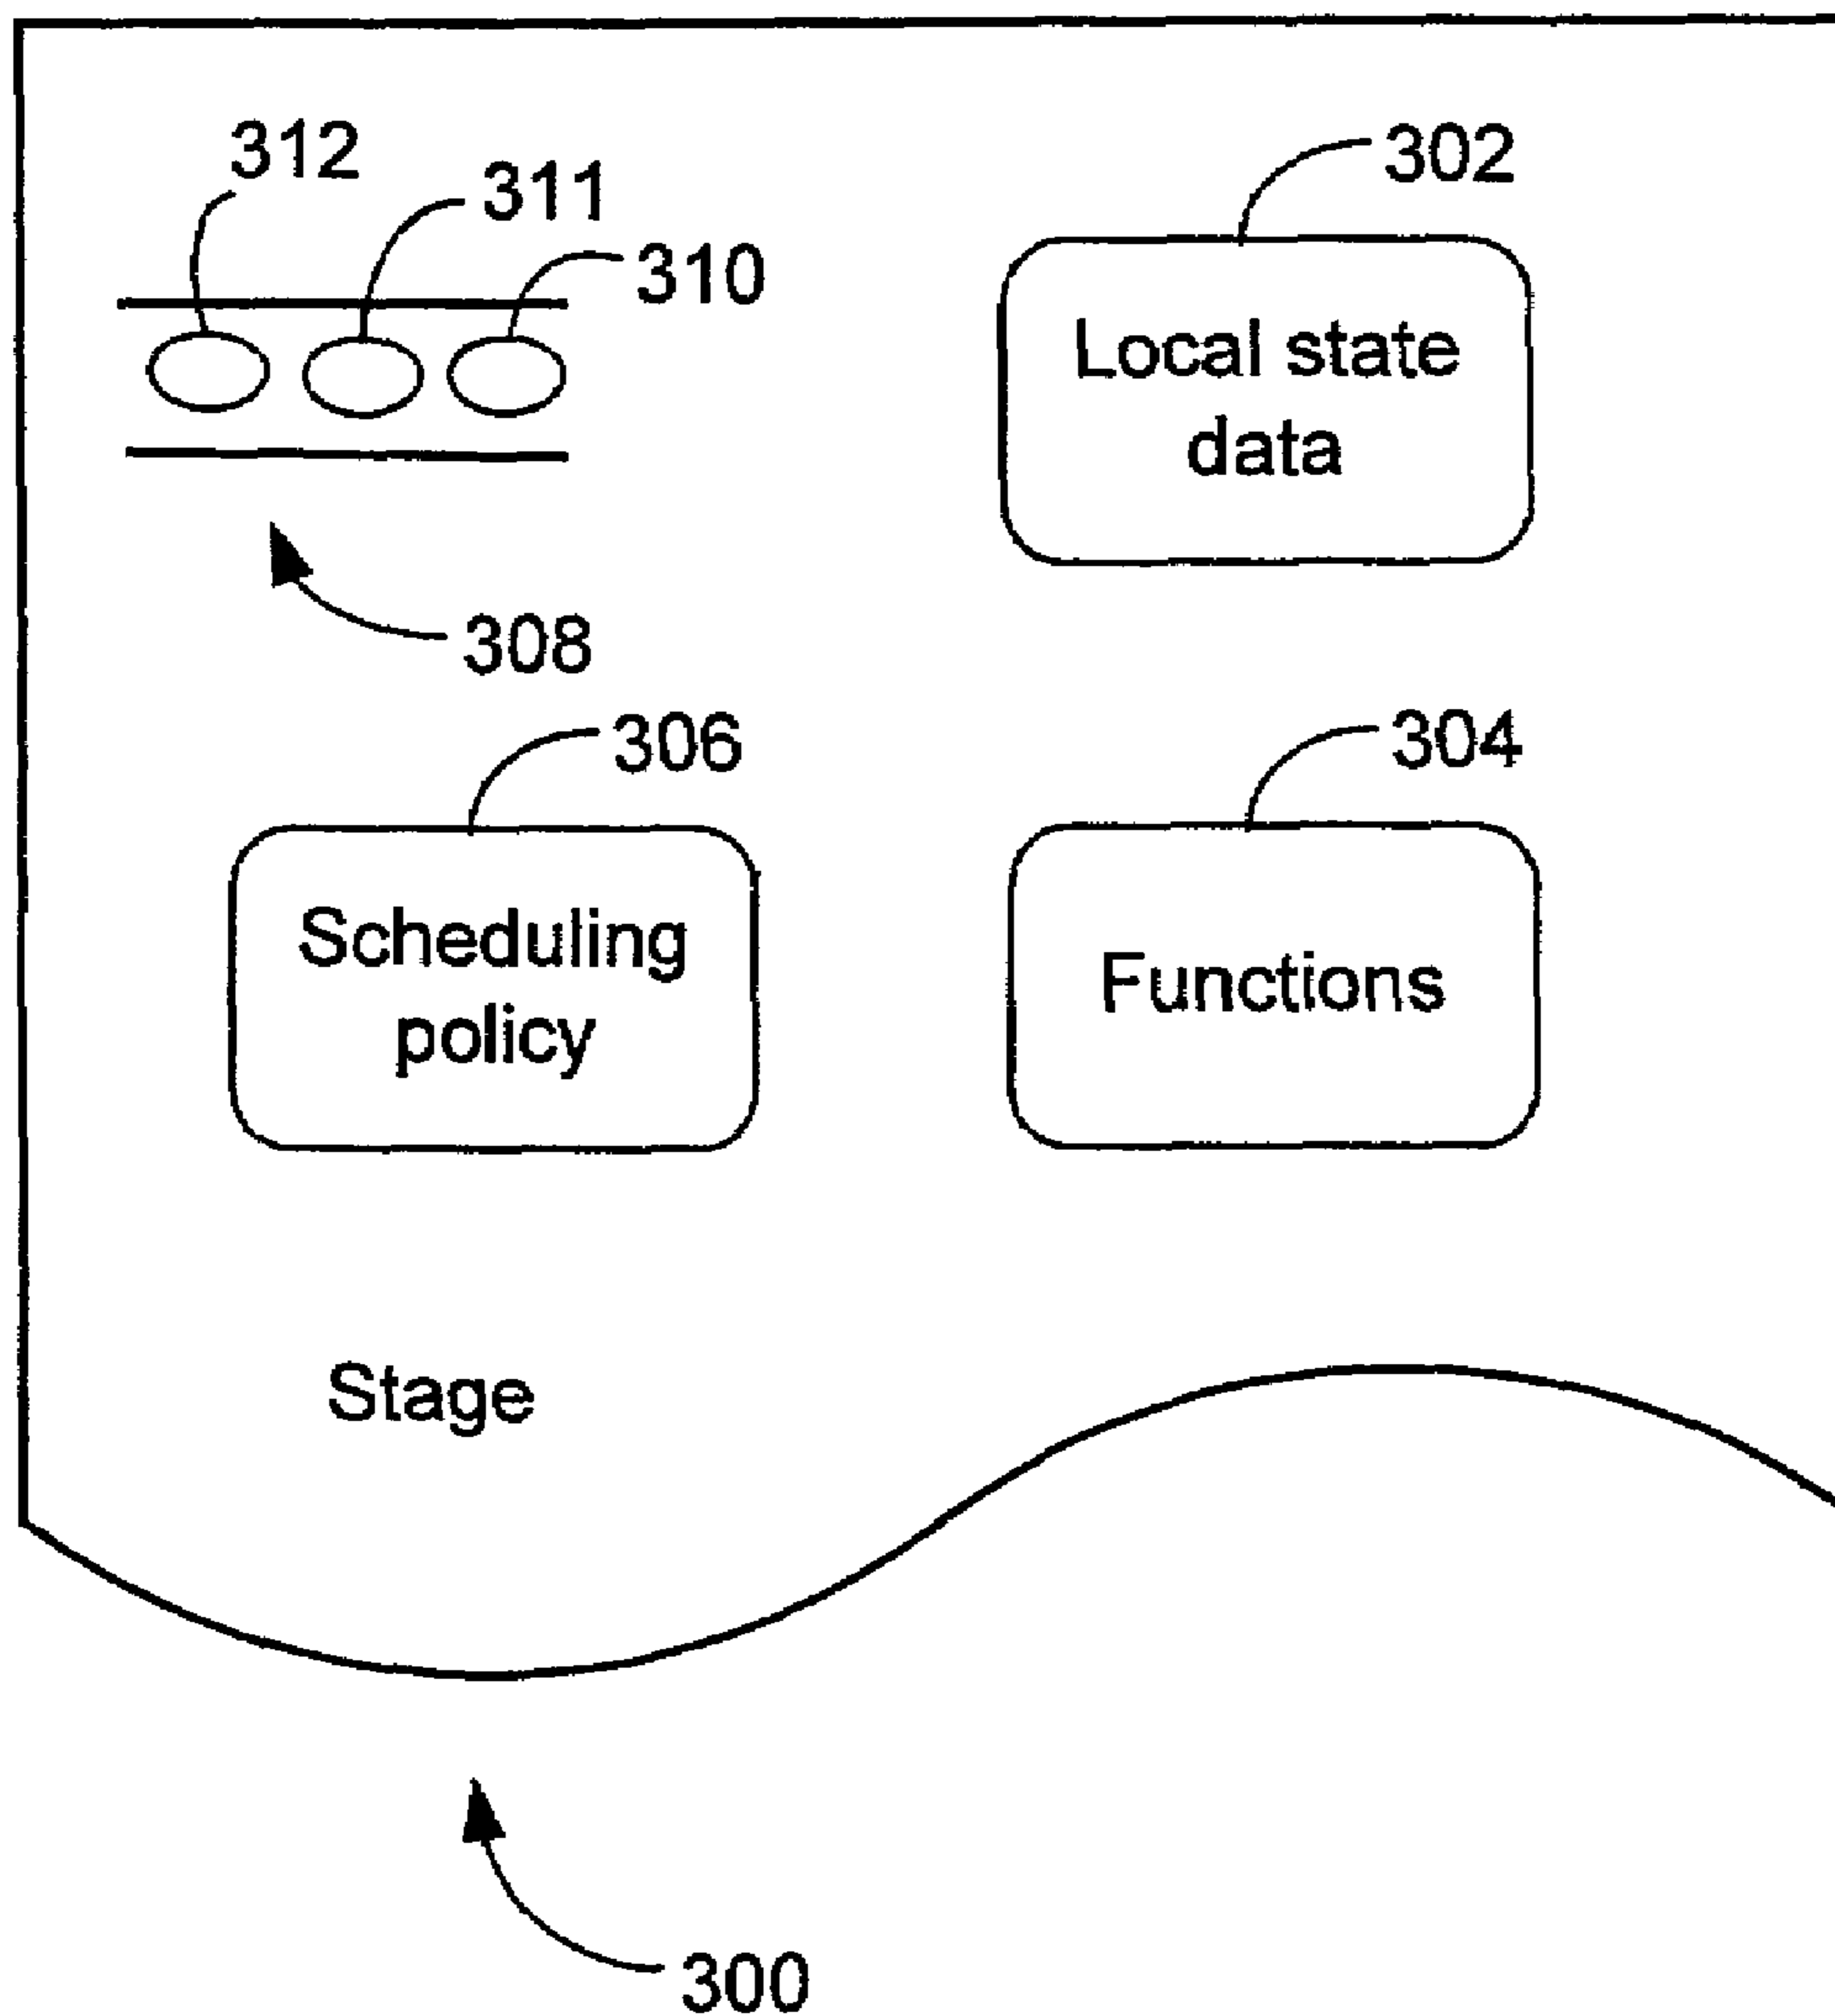 312
311
310
302
Local state
data
308
306
304
Scheduling
policy
Functions
Stage
300